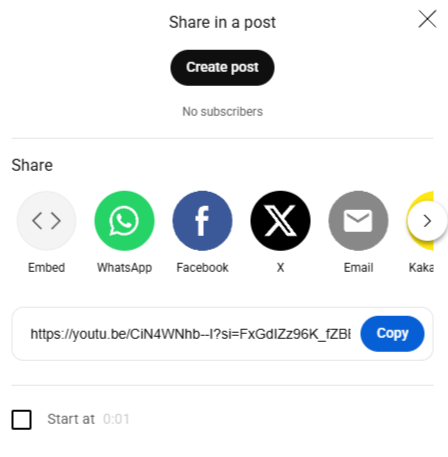 Share in a post
Create post
No subscribers
Share
Embed
WhatsApp
Facebook
X
Email
Kaka
https://youtu.be/CiN4WNhb--I?si=FxGdIZz96K_fZB
Copy
Start at 0:01